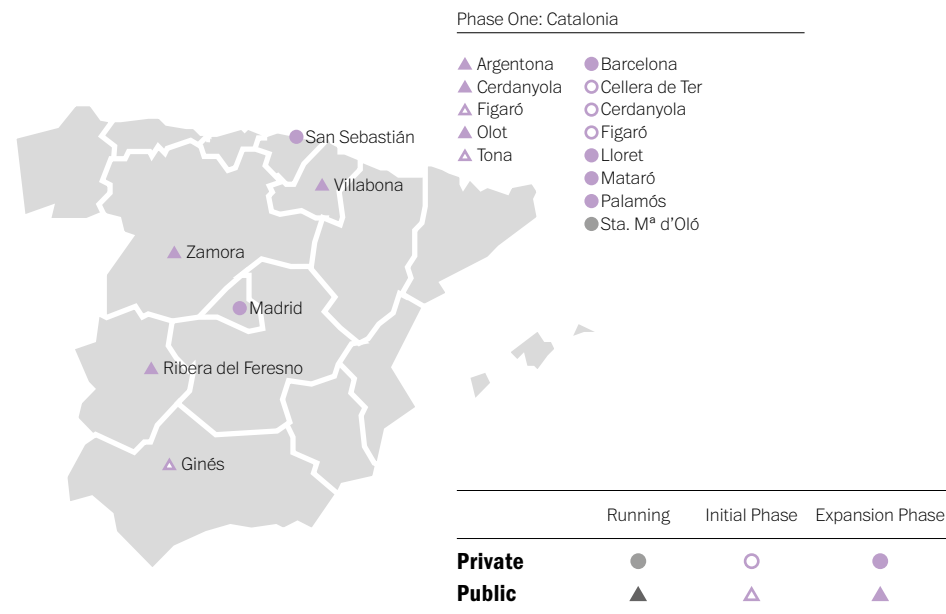 Phase One: Catalonia
Argentona
Cerdanyola
Figaró
Olot
Tona
Barcelona
Cellera de Ter
Cerdanyola
Figaró
Lloret
Mataró
Palamós
Sta. Mª d’Oló
San Sebastián
Villabona
Zamora
Madrid
Ribera del Feresno
Ginés
Running Initial Phase Expansion Phase
Private
Public